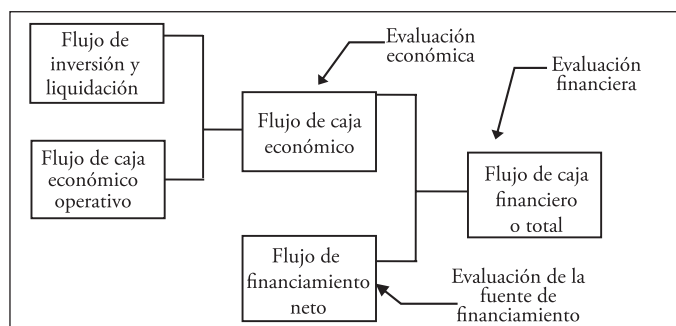 Flujo de
inversión y
liquidación
Flujo de caja
económico
operativo
Evaluación
económica
Flujo de caja
económico
Flujo de
financiamiento
neto
Evaluación
financiera
Flujo de caja
financiero
o total
Evaluación de la
fuente de
financiamiento